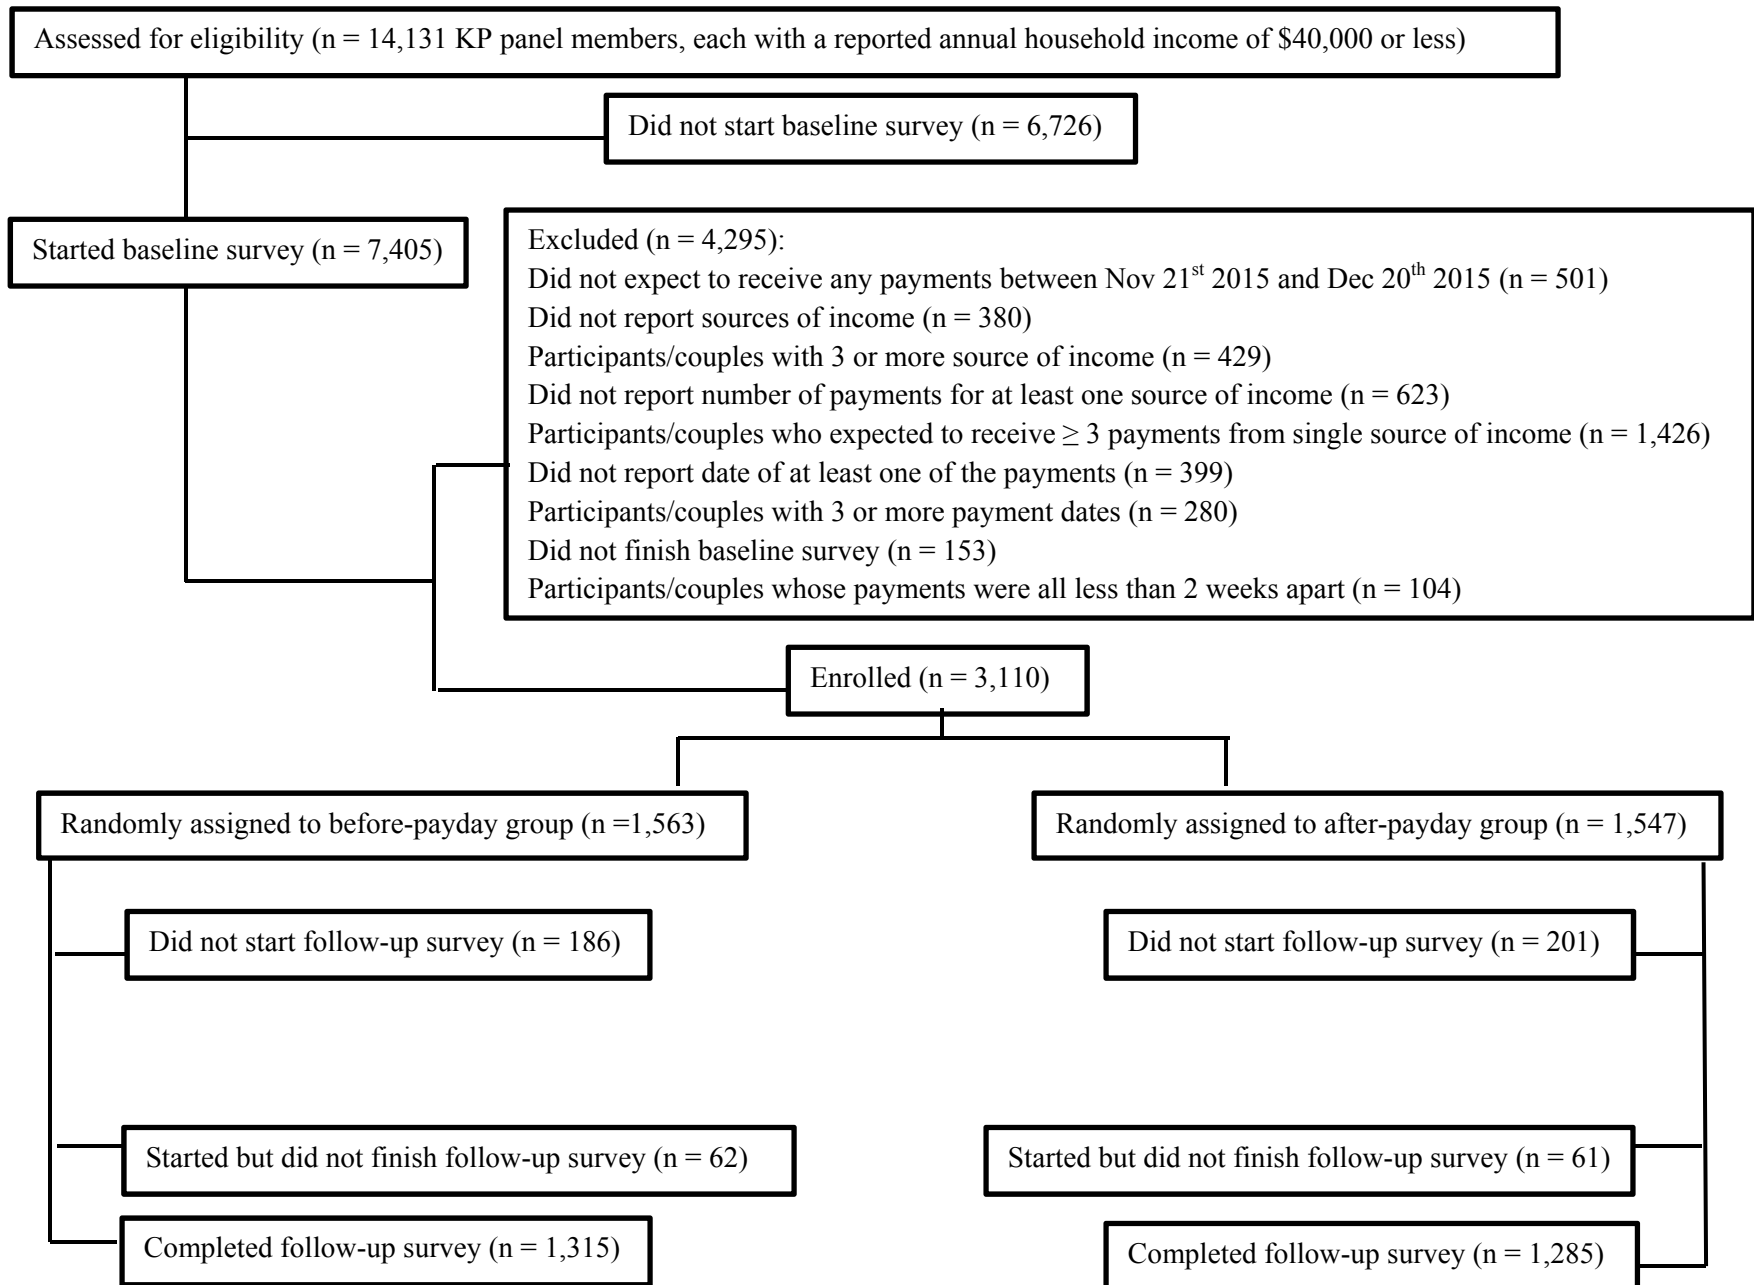 Assessed for eligibility (n = 14,131 KP panel members, each with a reported annual household income of $40,000 or less)
Did not start baseline survey (n = 6,726)
Started baseline survey (n = 7,405)
Excluded (n = 4,295):
Did not expect to receive any payments between Nov 21st 2015 and Dec 20th 2015 (n = 501)
Did not report sources of income (n = 380)
Participants/couples with 3 or more source of income (n = 429)
Did not report number of payments for at least one source of income (n = 623)
Participants/couples who expected to receive ≥ 3 payments from single source of income (n = 1,426)
Did not report date of at least one of the payments (n = 399)
Participants/couples with 3 or more payment dates (n = 280)
Did not finish baseline survey (n = 153)
Participants/couples whose payments were all less than 2 weeks apart (n = 104)
Enrolled (n = 3,110)
Randomly assigned to before-payday group (n =1,563)
Randomly assigned to after-payday group (n = 1,547)
Did not start follow-up survey (n = 186)
Did not start follow-up survey (n = 201)
Started but did not finish follow-up survey (n = 62)
Started but did not finish follow-up survey (n = 61)
Completed follow-up survey (n = 1,315)
Completed follow-up survey (n = 1,285)